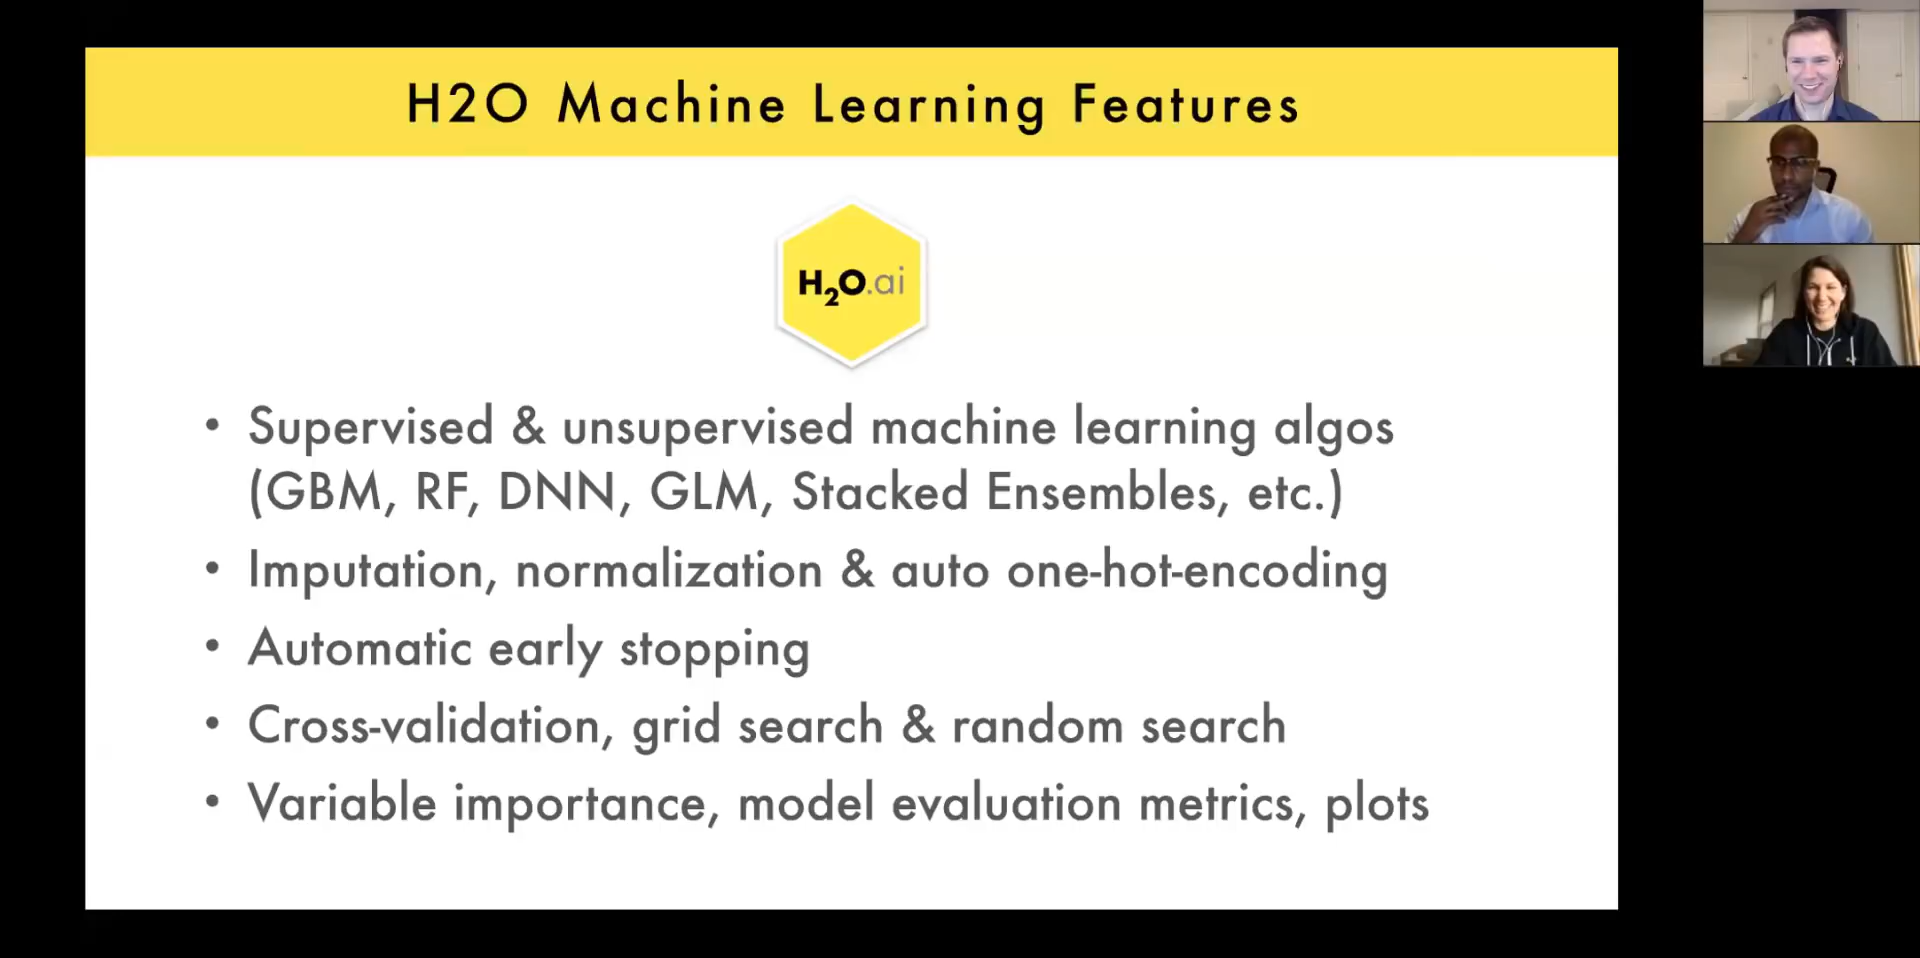 H2O Machine Learning Features
H2O.ai
• Supervised & unsupervised machine learning algos
(GBM, RF, DNN, GLM, Stacked Ensembles, etc.)
• Imputation, normalization & auto one-hot-encoding
• Automatic early stopping
• Cross-validation, grid search & random search
• Variable importance, model evaluation metrics, plots